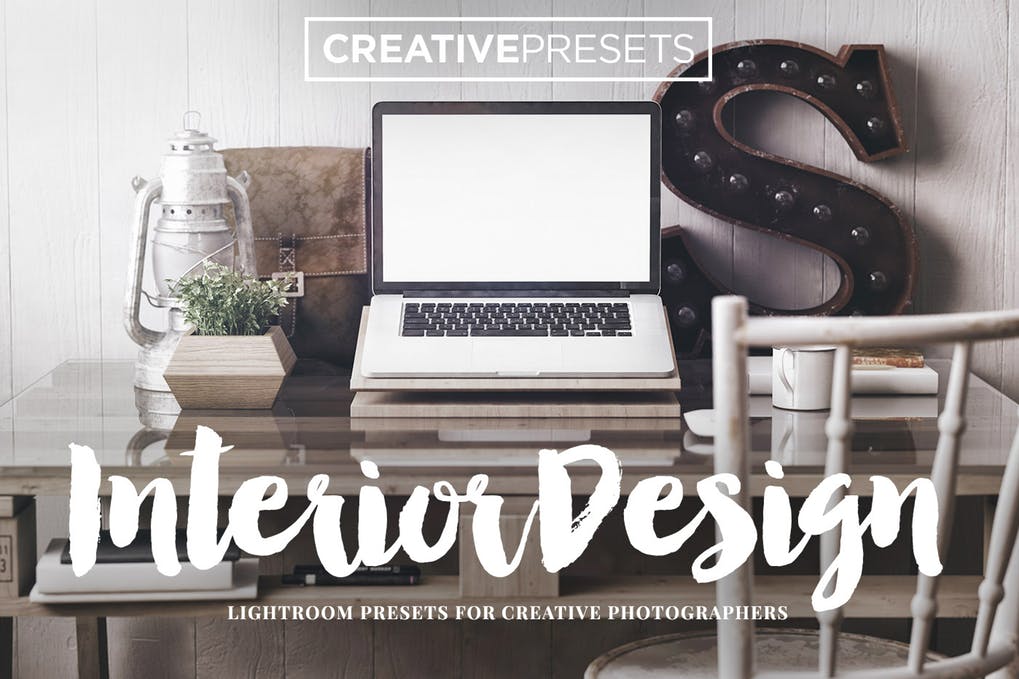 CREATIVEPRESETS
S
InteriorDesign
LIGHTROOM PRESETS FOR CREATIVE PHOTOGRAPHERS